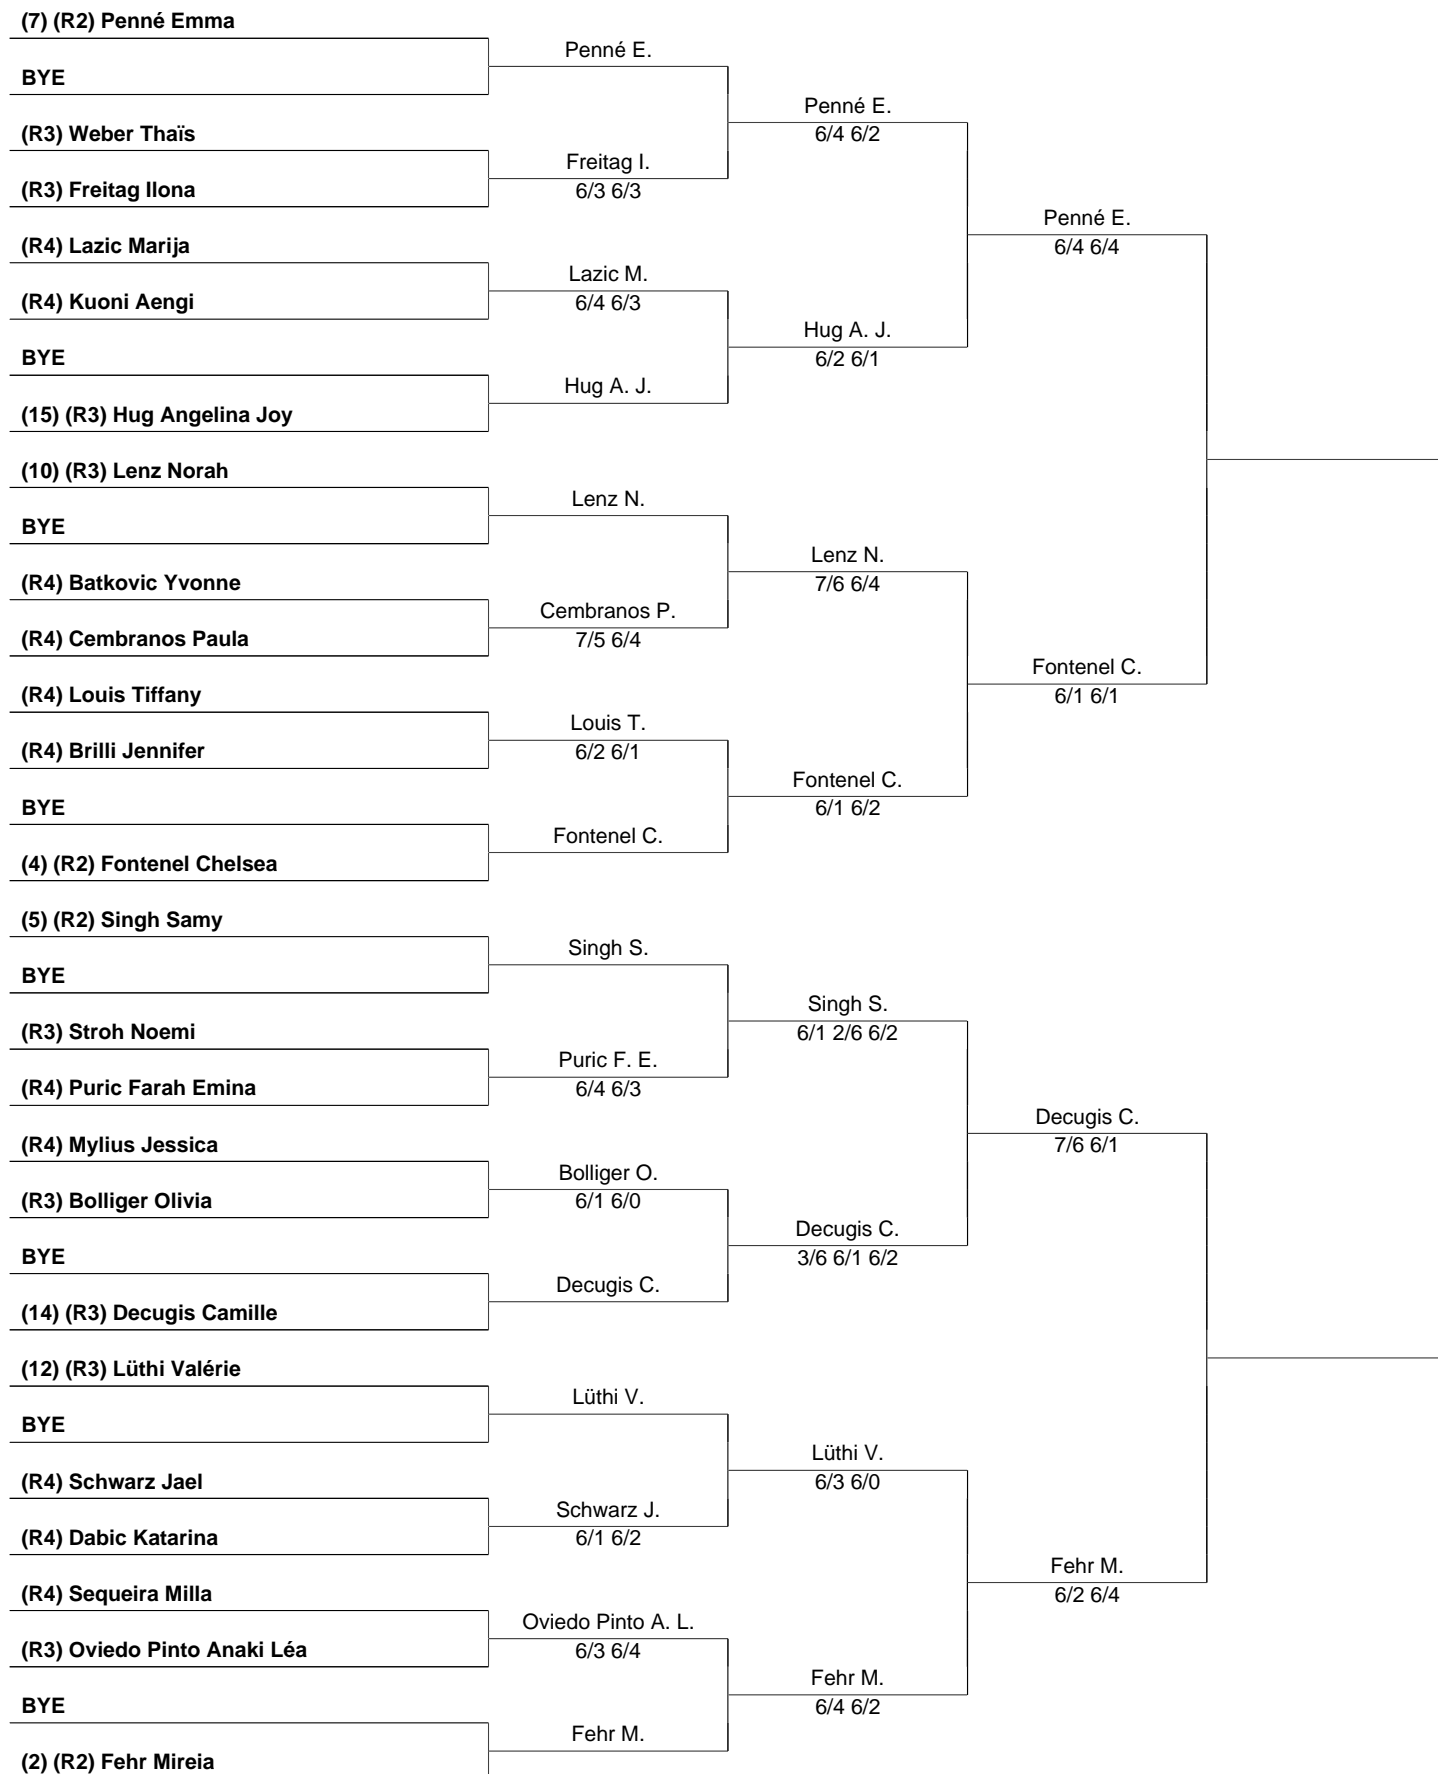 (7) (R2) Penné Emma
Penné E.
BYE
Penné E.
6/4 6/2
(R3) Weber Thaïs
Freitag I.
6/3 6/3
(R3) Freitag Ilona
Penné E.
6/4 6/4
(R4) Lazic Marija
Lazic M.
6/4 6/3
(R4) Kuoni Aengi
Hug A. J.
6/2 6/1
BYE
Hug A. J.
(15) (R3) Hug Angelina Joy
(10) (R3) Lenz Norah
Lenz N.
BYE
Lenz N.
7/6 6/4
(R4) Batkovic Yvonne
Cembranos P.
7/5 6/4
(R4) Cembranos Paula
Fontenel C.
6/1 6/1
(R4) Louis Tiffany
Louis T.
6/2 6/1
(R4) Brilli Jennifer
Fontenel C.
6/1 6/2
BYE
Fontenel C.
(4) (R2) Fontenel Chelsea
(5) (R2) Singh Samy
Singh S.
BYE
Singh S.
6/1 2/6 6/2
(R3) Stroh Noemi
Puric F. E.
6/4 6/3
(R4) Puric Farah Emina
Decugis C.
7/6 6/1
(R4) Mylius Jessica
Bolliger O.
6/1 6/0
(R3) Bolliger Olivia
Decugis C.
3/6 6/1 6/2
BYE
Decugis C.
(14) (R3) Decugis Camille
(12) (R3) Lüthi Valérie
Lüthi V.
BYE
Lüthi V.
6/3 6/0
(R4) Schwarz Jael
Schwarz J.
6/1 6/2
(R4) Dabic Katarina
Fehr M.
6/2 6/4
(R4) Sequeira Milla
Oviedo Pinto A. L.
6/3 6/4
(R3) Oviedo Pinto Anaki Léa
Fehr M.
6/4 6/2
BYE
Fehr M.
(2) (R2) Fehr Mireia